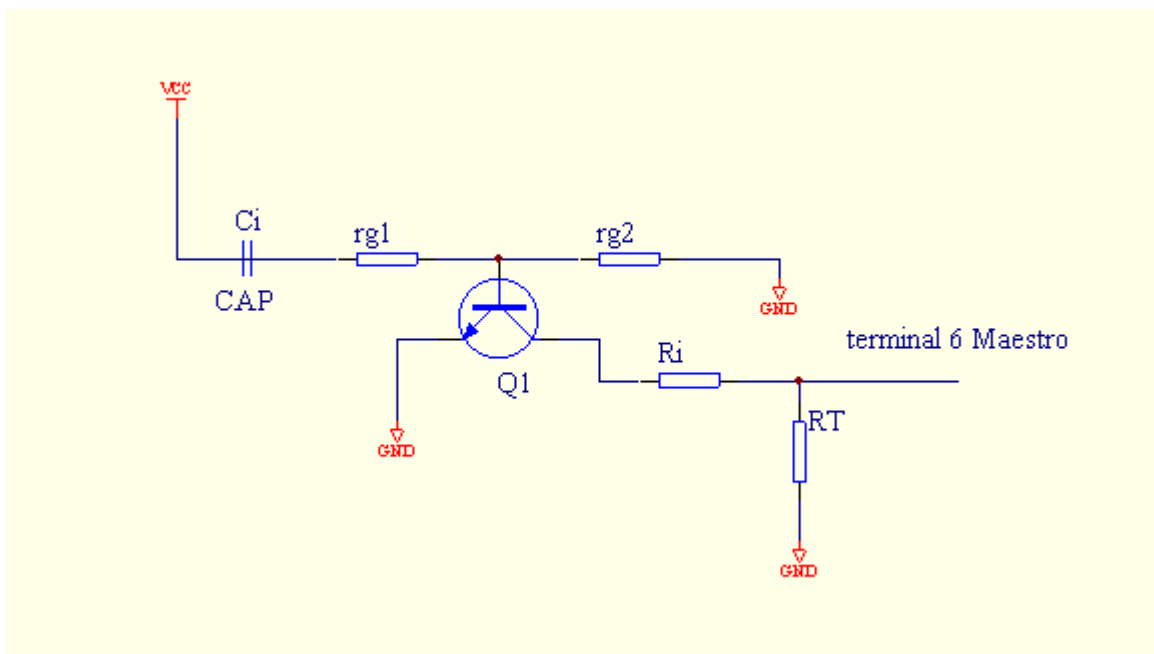 VCC
Ci
CAP
rg1
rg2
GND
terminal 6 Maestro
Q1
Ri
RT
GND
GND